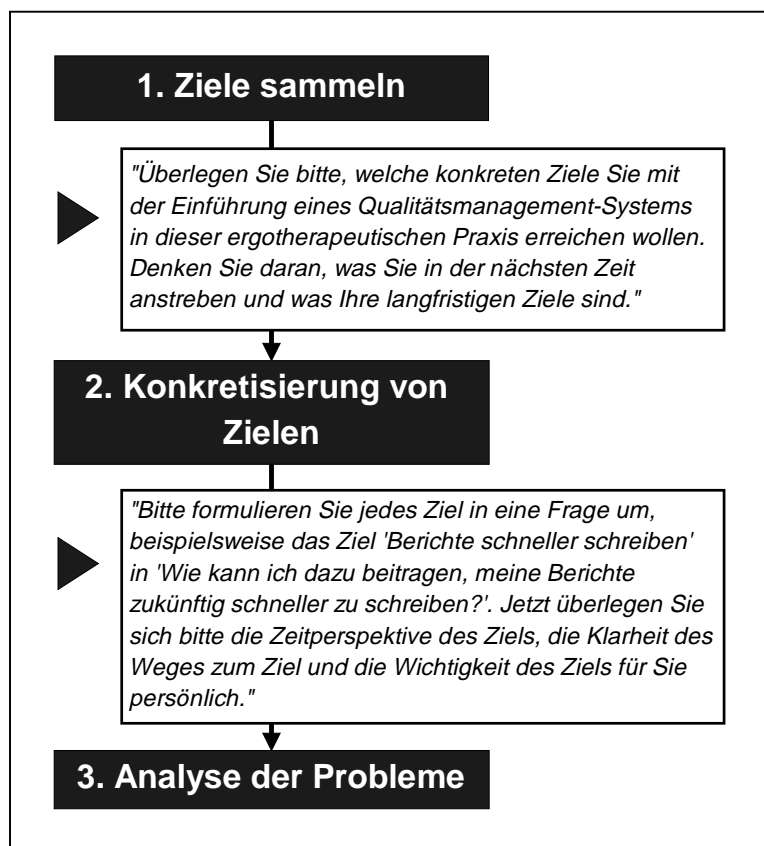 1. Ziele sammeln
"Überlegen Sie bitte, welche konkreten Ziele Sie mit
der Einführung eines Qualitätsmanagement-Systems
in dieser ergotherapeutischen Praxis erreichen wollen.
Denken Sie daran, was Sie in der nächsten Zeit
anstreben und was Ihre langfristigen Ziele sind."
2. Konkretisierung von
Zielen
"Bitte formulieren Sie jedes Ziel in eine Frage um,
beispielsweise das Ziel 'Berichte schneller schreiben'
in 'Wie kann ich dazu beitragen, meine Berichte
zukünftig schneller zu schreiben?'. Jetzt überlegen Sie
sich bitte die Zeitperspektive des Ziels, die Klarheit des
Weges zum Ziel und die Wichtigkeit des Ziels für Sie
persönlich."
3. Analyse der Probleme